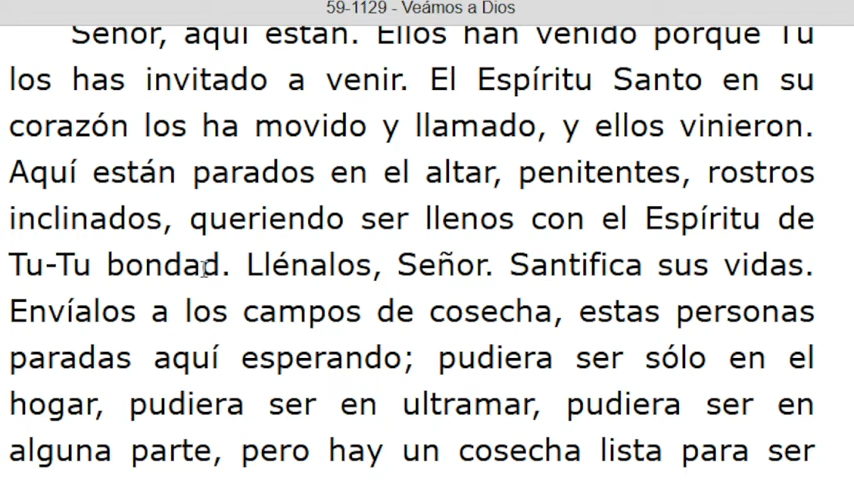 59-1129 - Veámos a Dios
Señor, aquí están. Ellos han venido porque Tú
los has invitado a venir. El Espíritu Santo en su
corazón los ha movido y llamado, y ellos vinieron.
Aquí están parados en el altar, penitentes, rostros
inclinados, queriendo ser llenos con el Espíritu de
Tu-Tu bondad. Llénalos, Señor. Santifica sus vidas.
Envíalos a los campos de cosecha, estas personas
paradas aquí esperando; pudiera ser sólo en el
hogar, pudiera ser en ultramar, pudiera ser en
alguna parte, pero hay un cosecha lista para ser